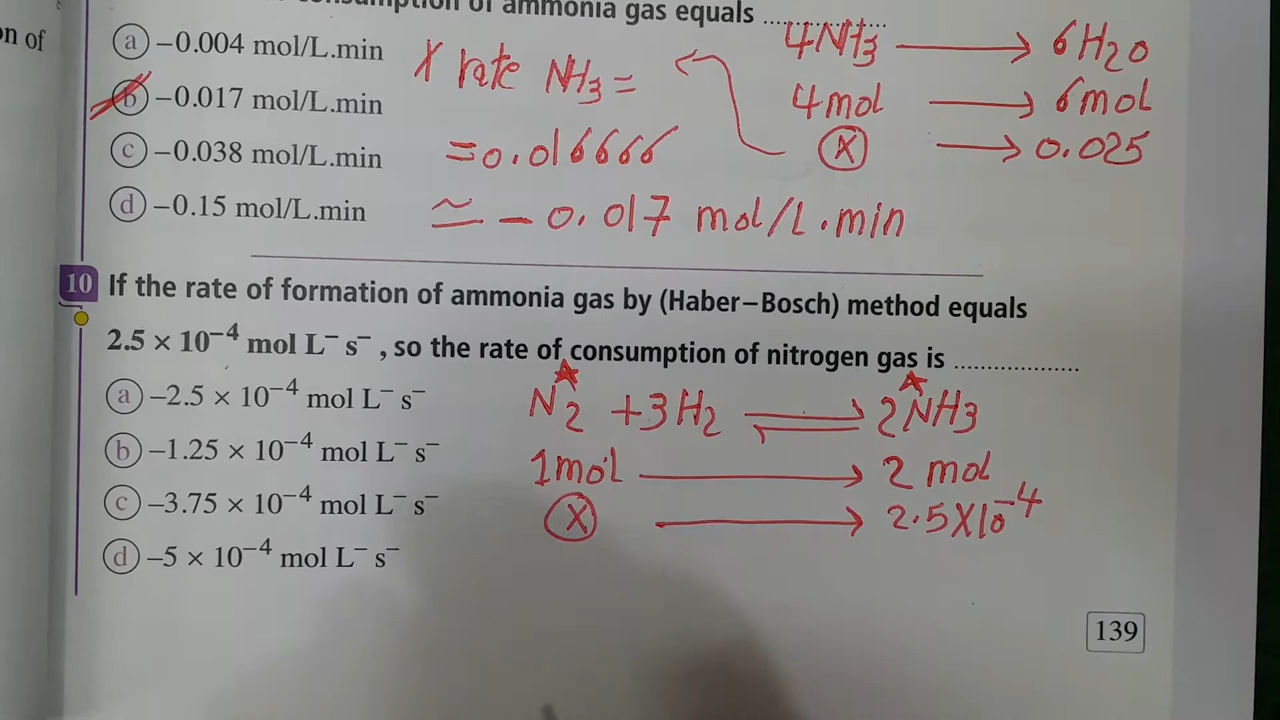 of ammonia gas equals ..................
on of
4NH3 → 6H2O
a −0.004 mol/L.min
X rate NH3 =
4mol → 6mol
b −0.017 mol/L.min
X → 0.025
c −0.038 mol/L.min
=0.016666
d −0.15 mol/L.min
≃ − 0.017 mol/L.min
10 If the rate of formation of ammonia gas by (Haber−Bosch) method equals
2.5 × 10⁻⁴ mol L⁻ s⁻ , so the rate of consumption of nitrogen gas is ...................
a −2.5 × 10⁻⁴ mol L⁻ s⁻
N2 +3H2 ⇌ 2NH3
b −1.25 × 10⁻⁴ mol L⁻ s⁻
1mol → 2 mol
c −3.75 × 10⁻⁴ mol L⁻ s⁻
X → 2.5X10⁻⁴
d −5 × 10⁻⁴ mol L⁻ s⁻
139